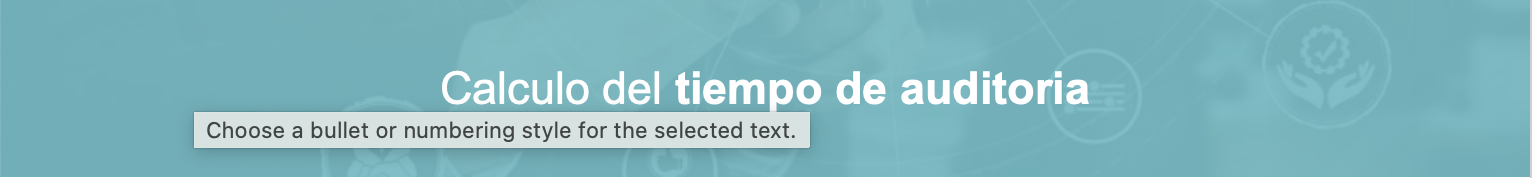 Calculo del tiempo de auditoria
Choose a bullet or numbering style for the selected text.